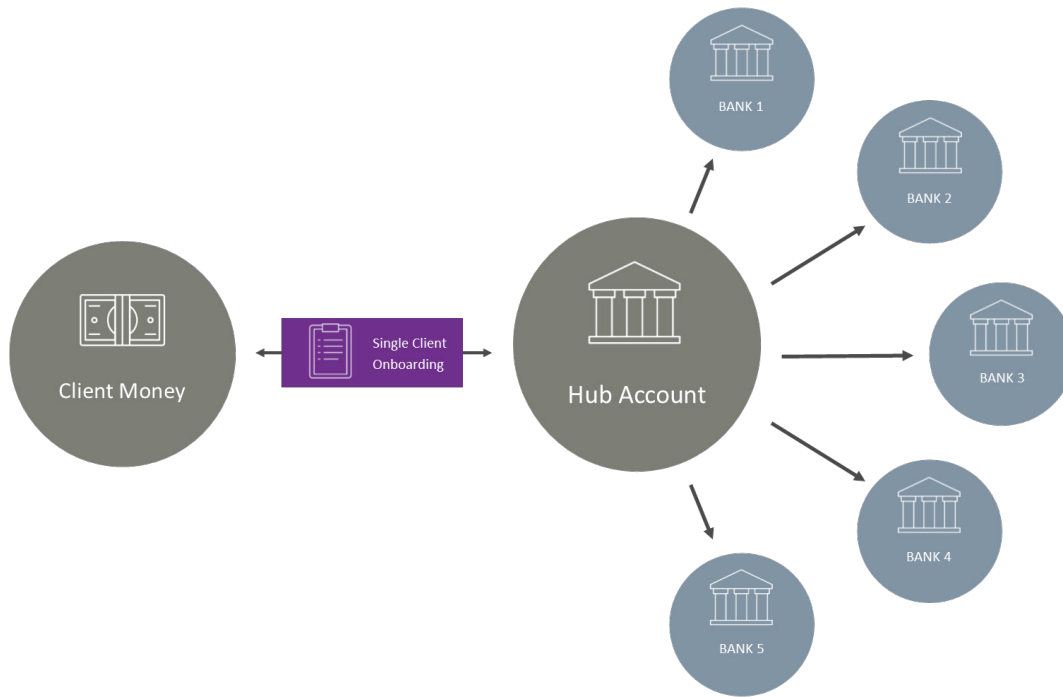 Client Money
Single Client
Onboarding
Hub Account
BANK 1
BANK 2
BANK 3
BANK 4
BANK 5